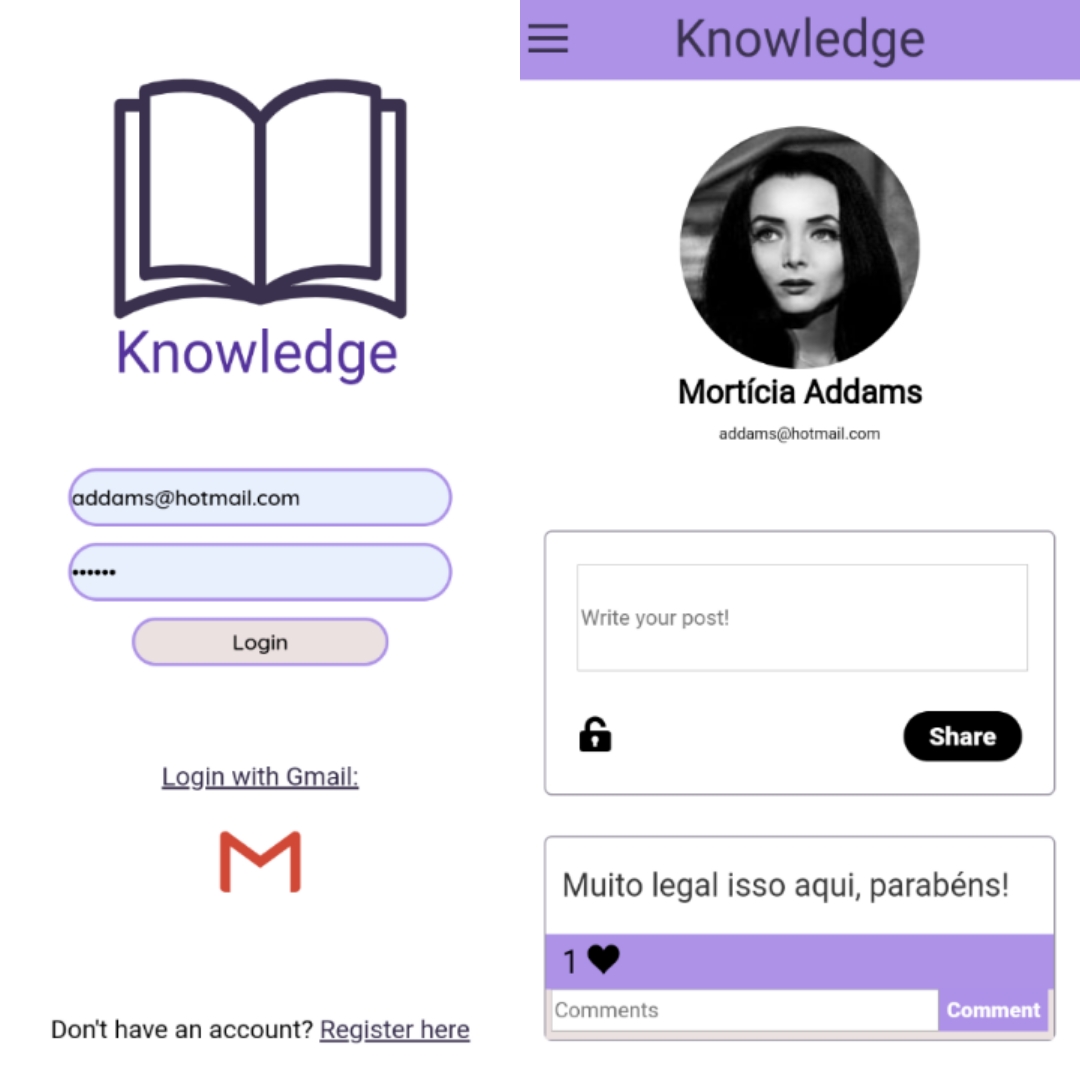 Knowledge
addams@hotmail.com
••••••
Login
Login with Gmail:
Don't have an account? Register here
Knowledge
Mortícia Addams
addams@hotmail.com
Write your post!
Share
Muito legal isso aqui, parabéns!
1
Comments
Comment